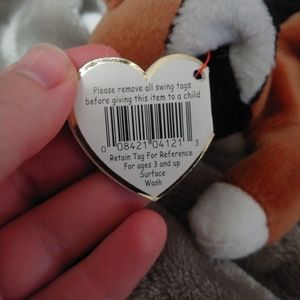 Please remove all swing tags
before giving this item to a child
0 08421 04121 3
Retain Tag For Reference
For ages 3 and up
Surface
Wash